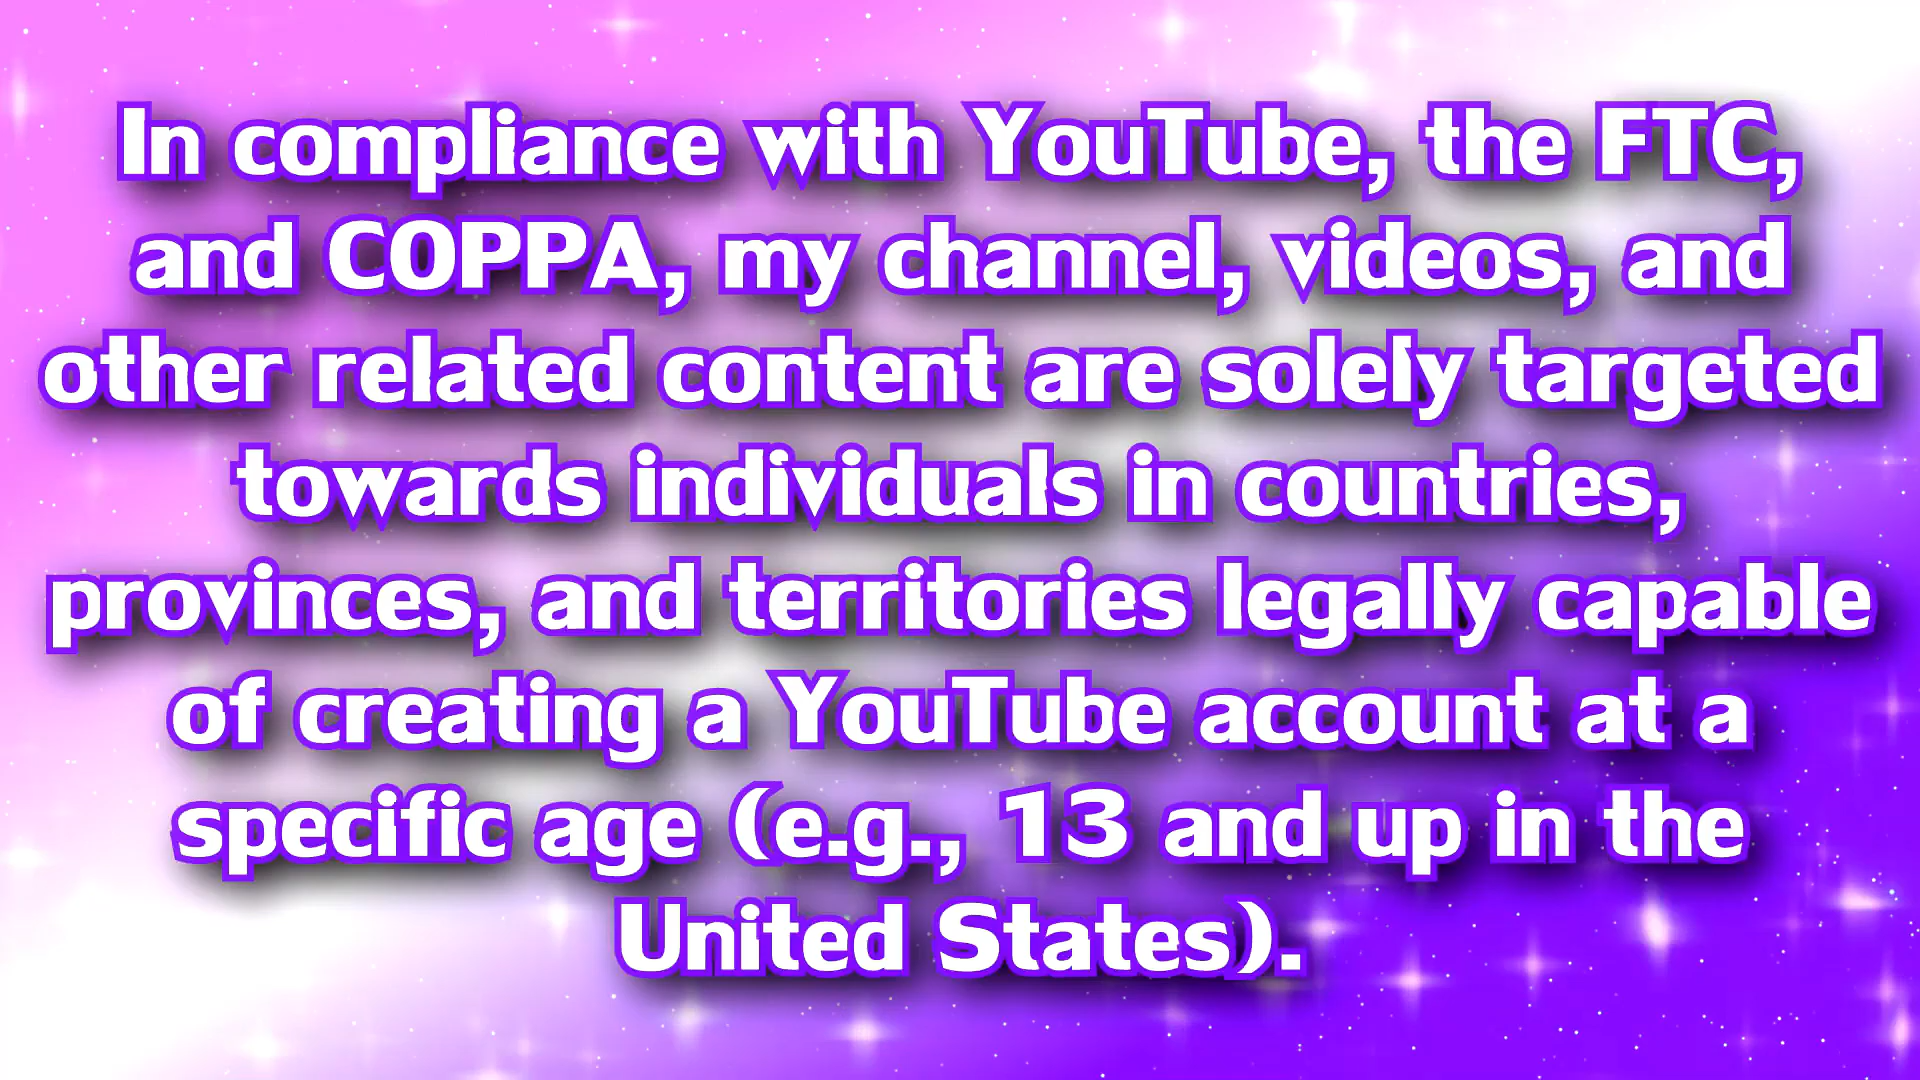 In compliance with YouTube, the FTC,
and COPPA, my channel, videos, and
other related content are solely targeted
towards individuals in countries,
provinces, and territories legally capable
of creating a YouTube account at a
specific age (e.g., 13 and up in the
United States).